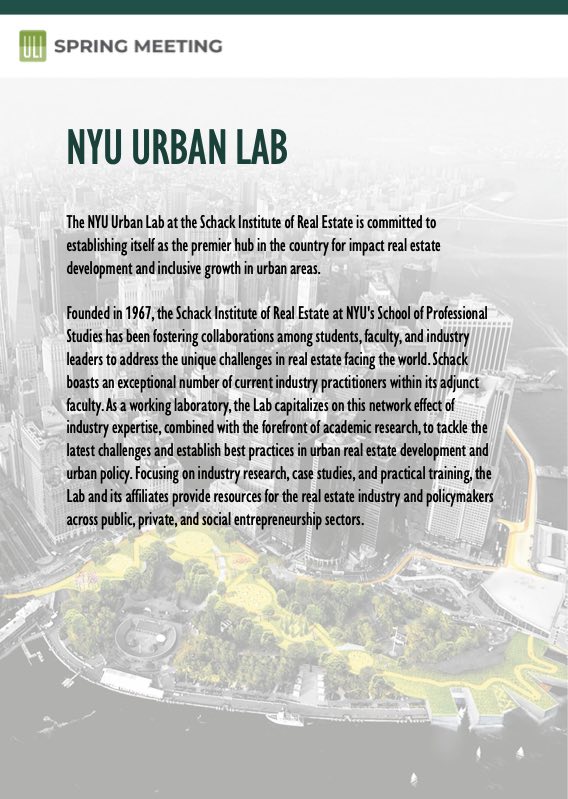 ULI SPRING MEETING
NYU URBAN LAB
The NYU Urban Lab at the Schack Institute of Real Estate is committed to
establishing itself as the premier hub in the country for impact real estate
development and inclusive growth in urban areas.
Founded in 1967, the Schack Institute of Real Estate at NYU's School of Professional
Studies has been fostering collaborations among students, faculty, and industry
leaders to address the unique challenges in real estate facing the world. Schack
boasts an exceptional number of current industry practitioners within its adjunct
faculty. As a working laboratory, the Lab capitalizes on this network effect of
industry expertise, combined with the forefront of academic research, to tackle the
latest challenges and establish best practices in urban real estate development and
urban policy. Focusing on industry research, case studies, and practical training, the
Lab and its affiliates provide resources for the real estate industry and policymakers
across public, private, and social entrepreneurship sectors.